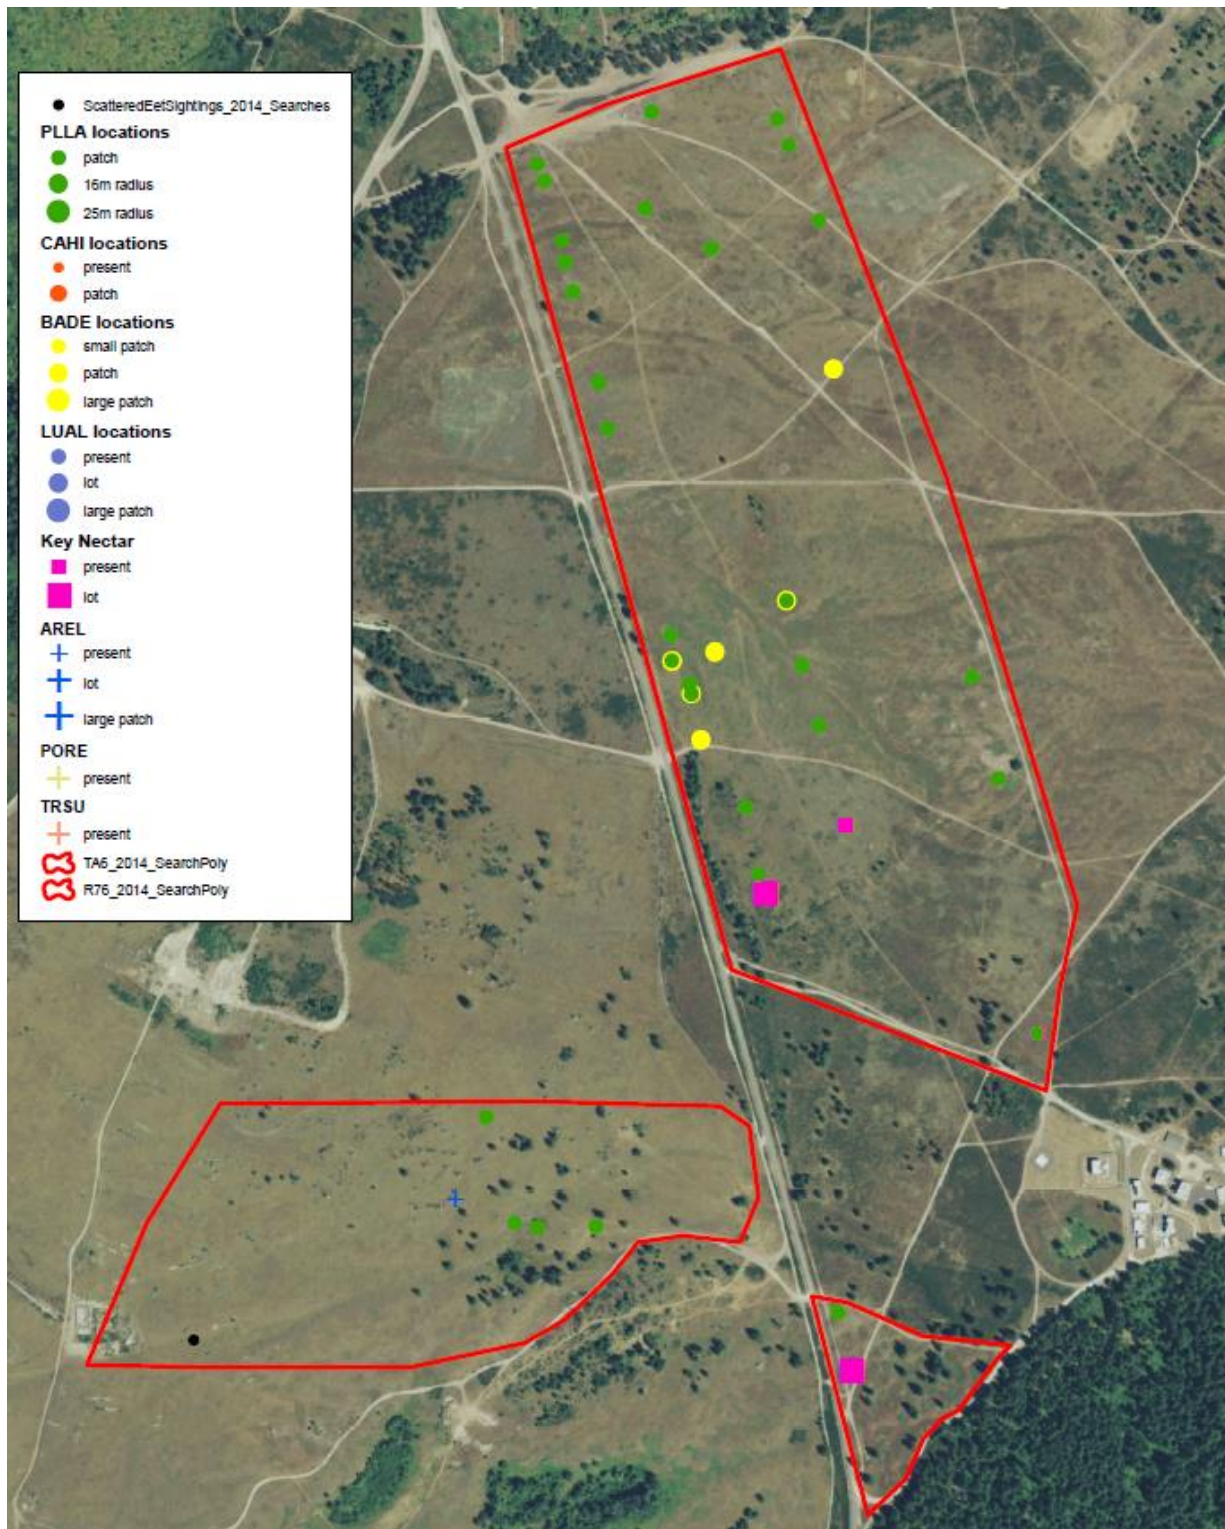 ScatteredEetSightings_2014_Searches
PLLA locations
patch
16m radius
25m radius
CAHI locations
present
patch
BADE locations
small patch
patch
large patch
LUAL locations
present
lot
large patch
Key Nectar
present
lot
AREL
present
lot
large patch
PORE
present
TRSU
present
TA6_2014_SearchPoly
R76_2014_SearchPoly